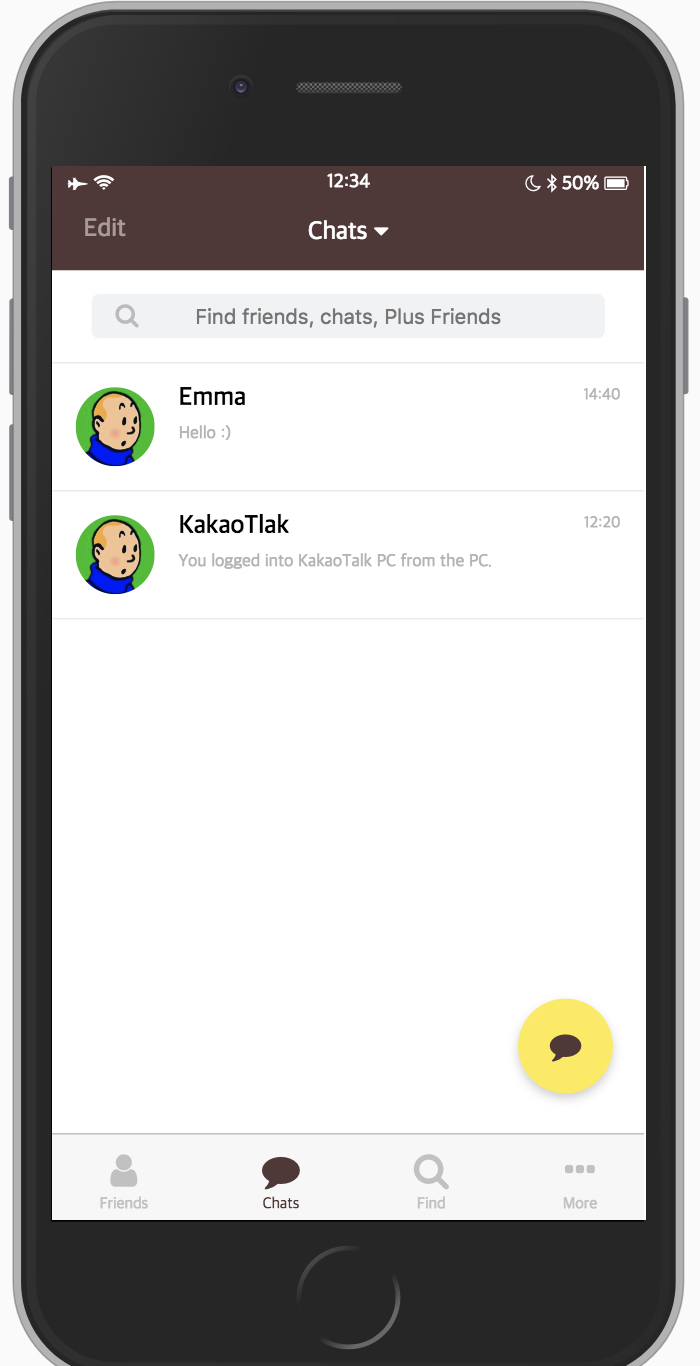 12:34
50%
Edit
Chats
Find friends, chats, Plus Friends
Emma
14:40
Hello :)
KakaoTlak
12:20
You logged into KakaoTalk PC from the PC.
Friends
Chats
Find
More